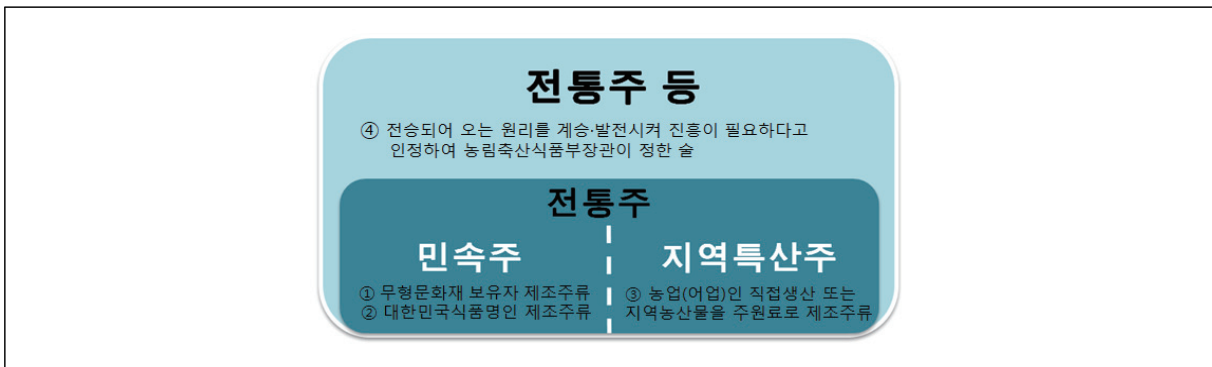 전통주 등
④ 전승되어 오는 원리를 계승·발전시켜 진흥이 필요하다고
인정하여 농림축산식품부장관이 정한 술
전통주
민속주
① 무형문화재 보유자 제조주류
② 대한민국식품명인 제조주류
지역특산주
③ 농업(어업)인 직접생산 또는
지역농산물을 주원료로 제조주류